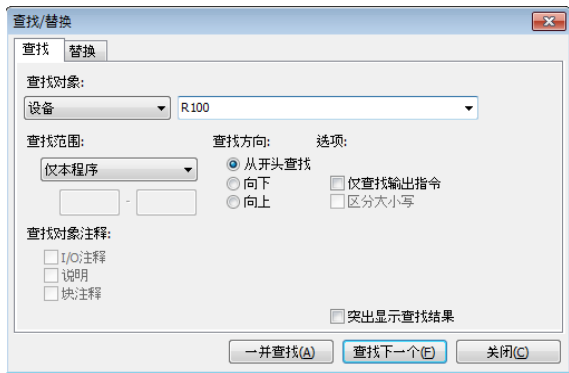 查找/替换
查找 替换
查找对象:
设备 R100
查找范围: 查找方向: 选项:
仅本程序 从开头查找
向下 仅查找输出指令
- 向上 区分大小写
查找对象注释:
I/O注释
说明
块注释
突出显示查找结果
一并查找(A) 查找下一个(F) 关闭(C)